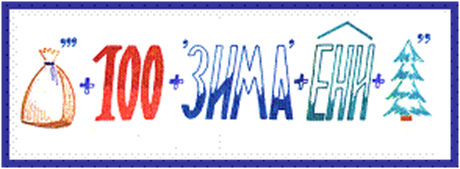 ''' + 100 + 'ЗИМА' + ЕНИ + ''